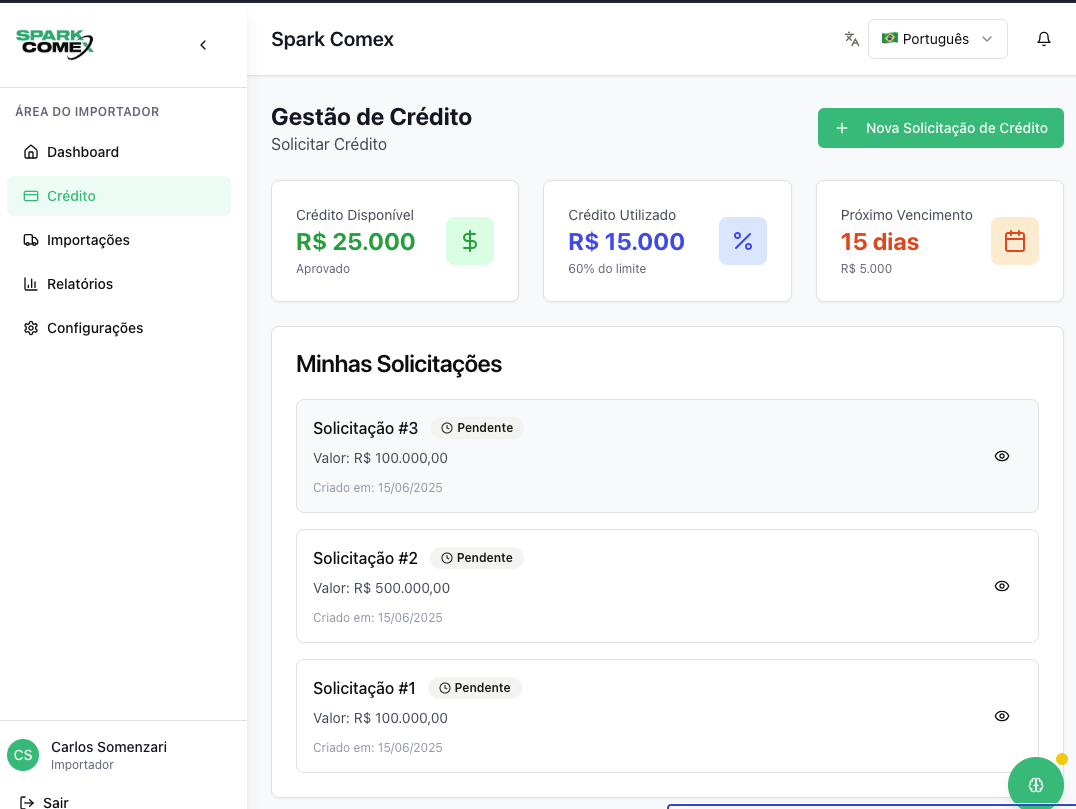 SPARK
COMEX
Spark Comex
Português
ÁREA DO IMPORTADOR
Dashboard
Crédito
Importações
Relatórios
Configurações
Gestão de Crédito
Solicitar Crédito
Nova Solicitação de Crédito
Crédito Disponível
R$ 25.000
Aprovado
$
Crédito Utilizado
R$ 15.000
60% do limite
%
Próximo Vencimento
15 dias
R$ 5.000
Minhas Solicitações
Solicitação #3 Pendente
Valor: R$ 100.000,00
Criado em: 15/06/2025
Solicitação #2 Pendente
Valor: R$ 500.000,00
Criado em: 15/06/2025
Solicitação #1 Pendente
Valor: R$ 100.000,00
Criado em: 15/06/2025
CS
Carlos Somenzari
Importador
Sair